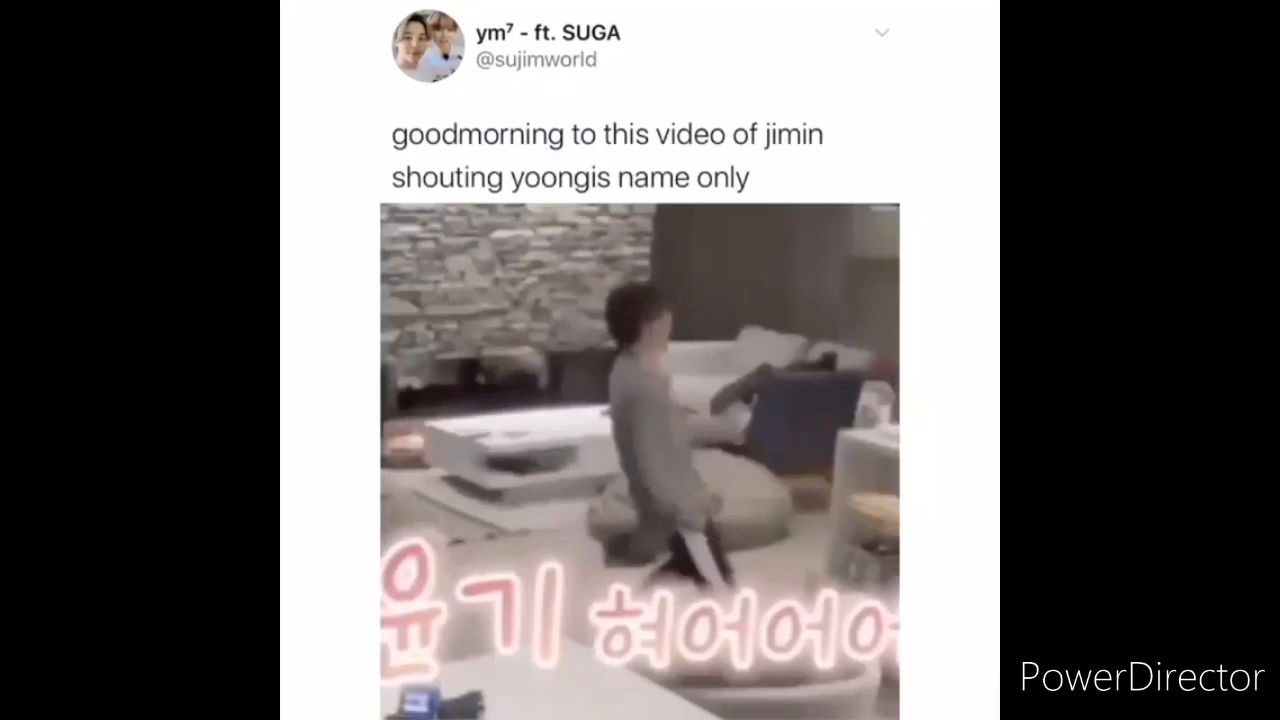 ym⁷ - ft. SUGA
@sujimworld
goodmorning to this video of jimin
shouting yoongis name only
윤기 혀어어어
PowerDirector